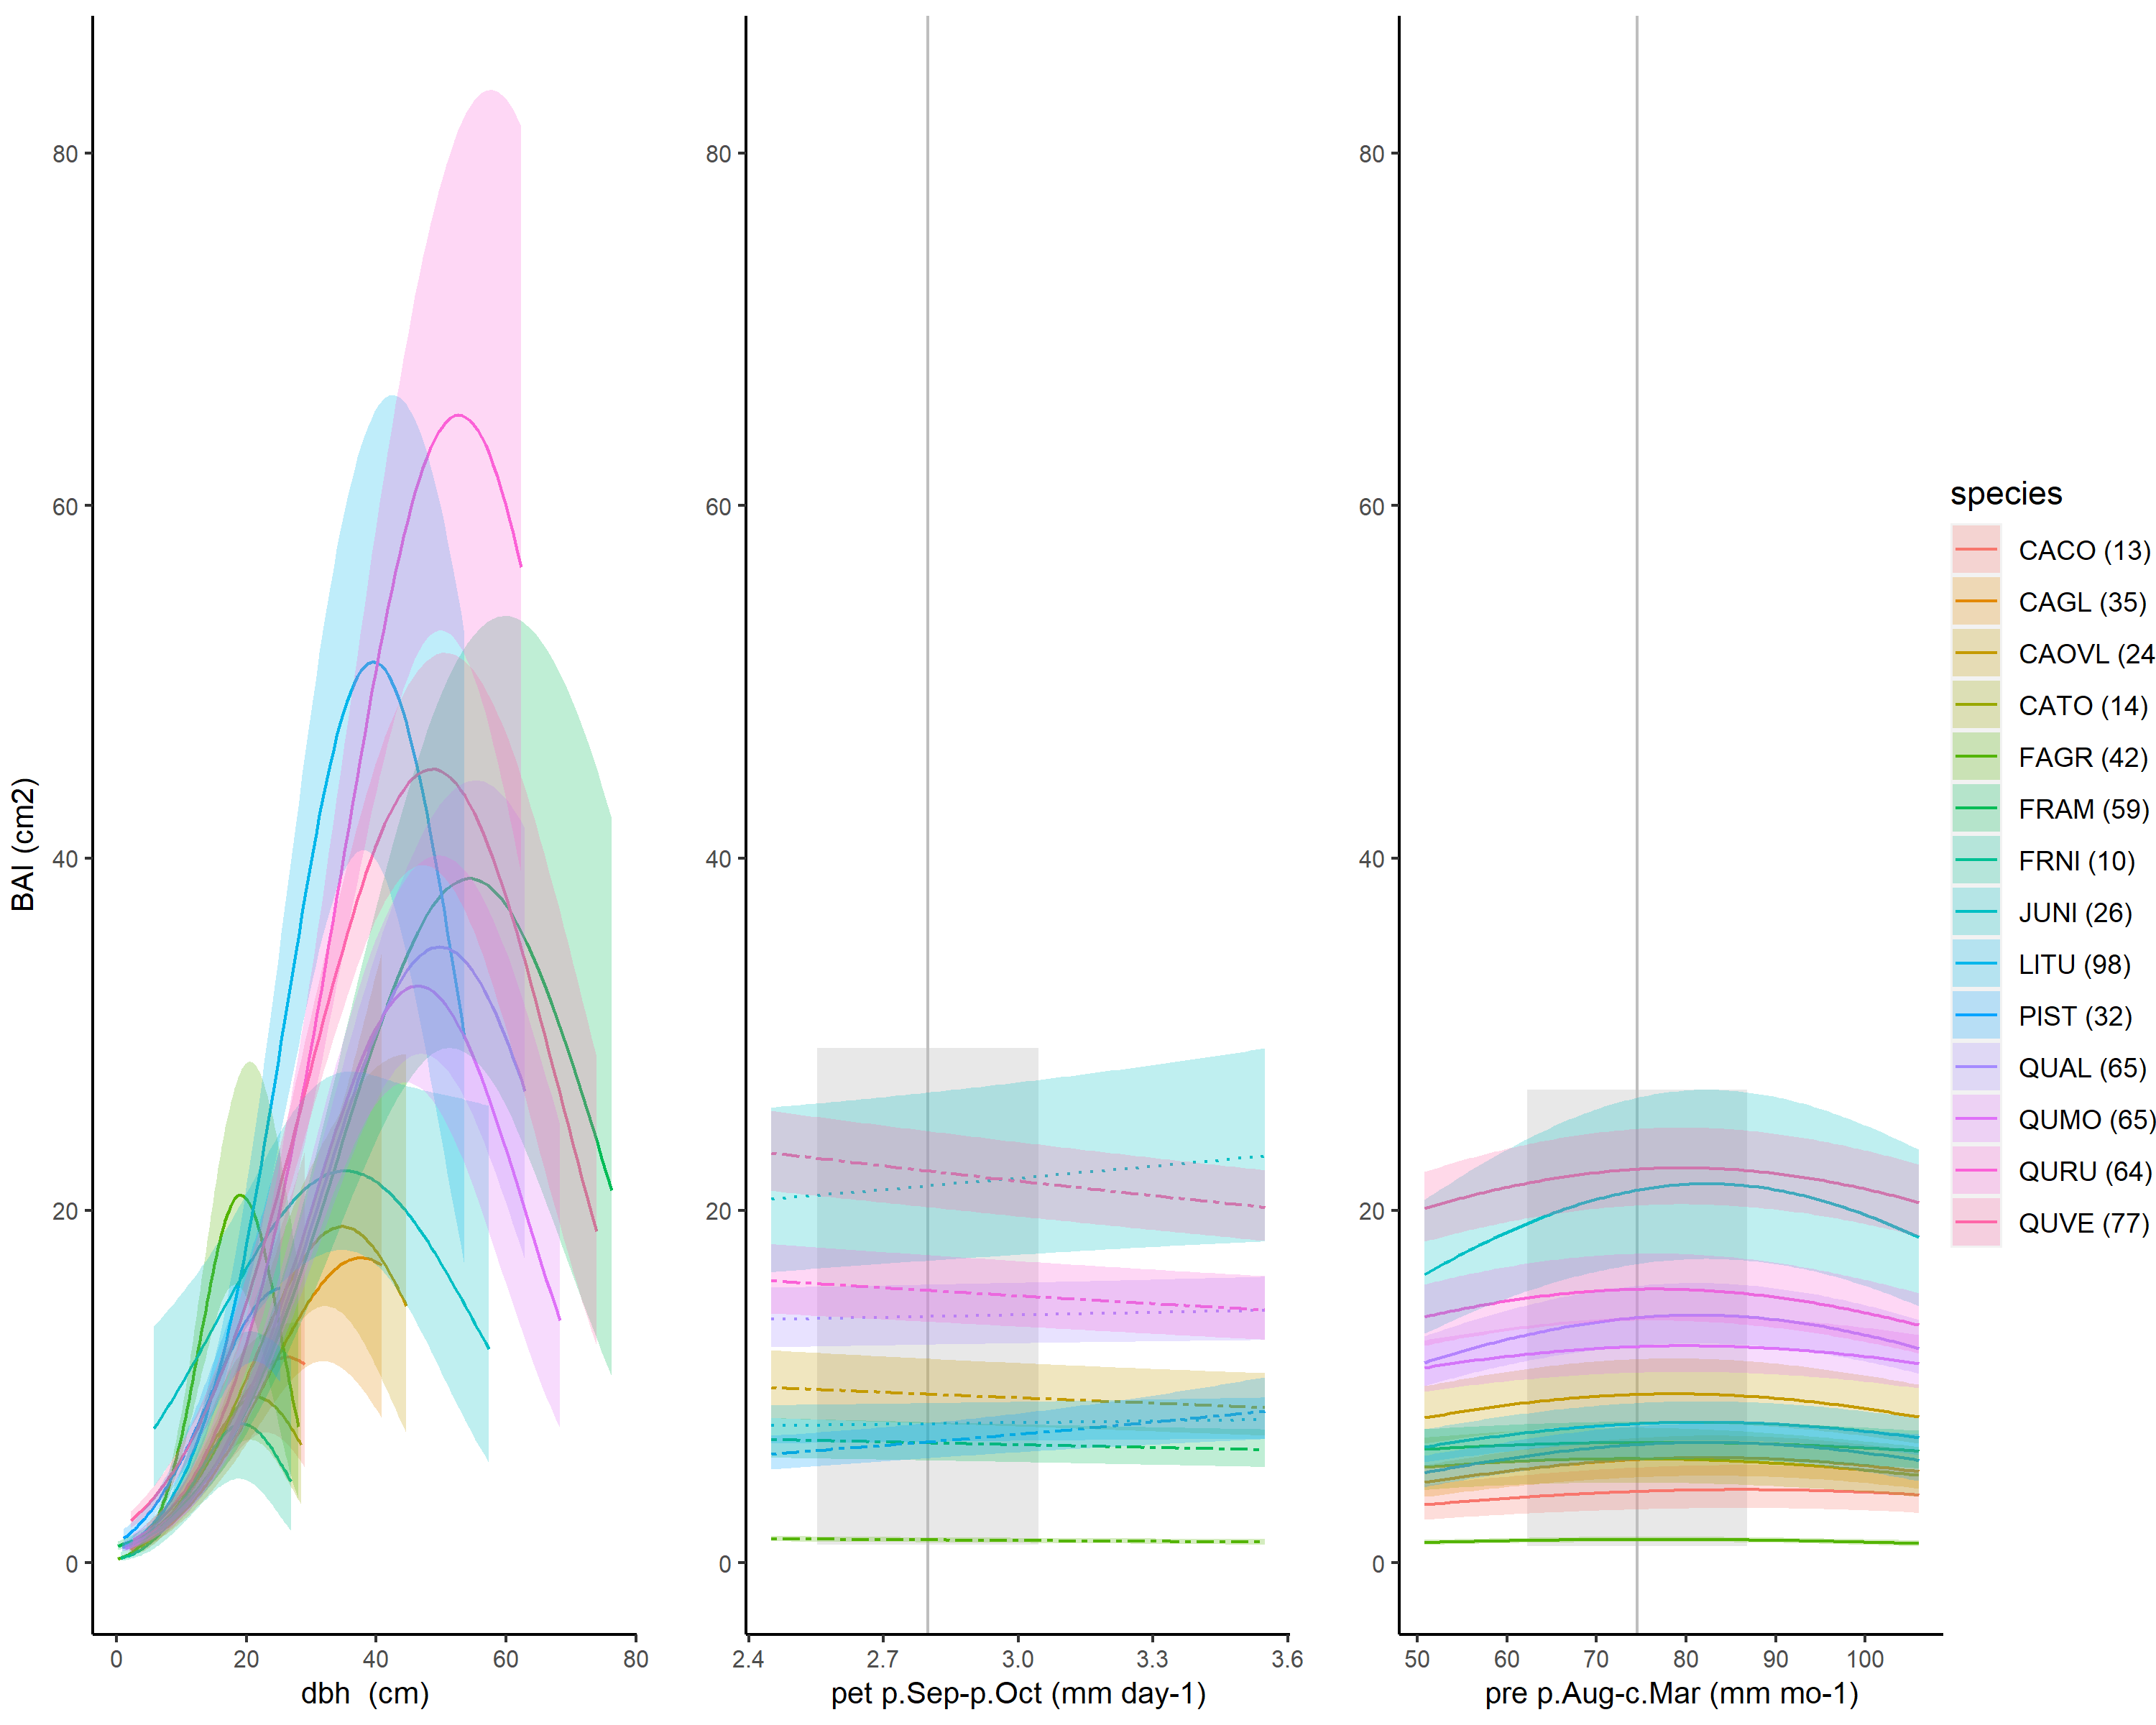 BAI (cm2)
80
60
40
20
0
0 20 40 60 80
dbh  (cm)
80
60
40
20
0
2.4 2.7 3.0 3.3 3.6
pet p.Sep-p.Oct (mm day-1)
80
60
40
20
0
50 60 70 80 90 100
pre p.Aug-c.Mar (mm mo-1)
species
CACO (13)
CAGL (35)
CAOVL (24
CATO (14)
FAGR (42)
FRAM (59)
FRNI (10)
JUNI (26)
LITU (98)
PIST (32)
QUAL (65)
QUMO (65)
QURU (64)
QUVE (77)